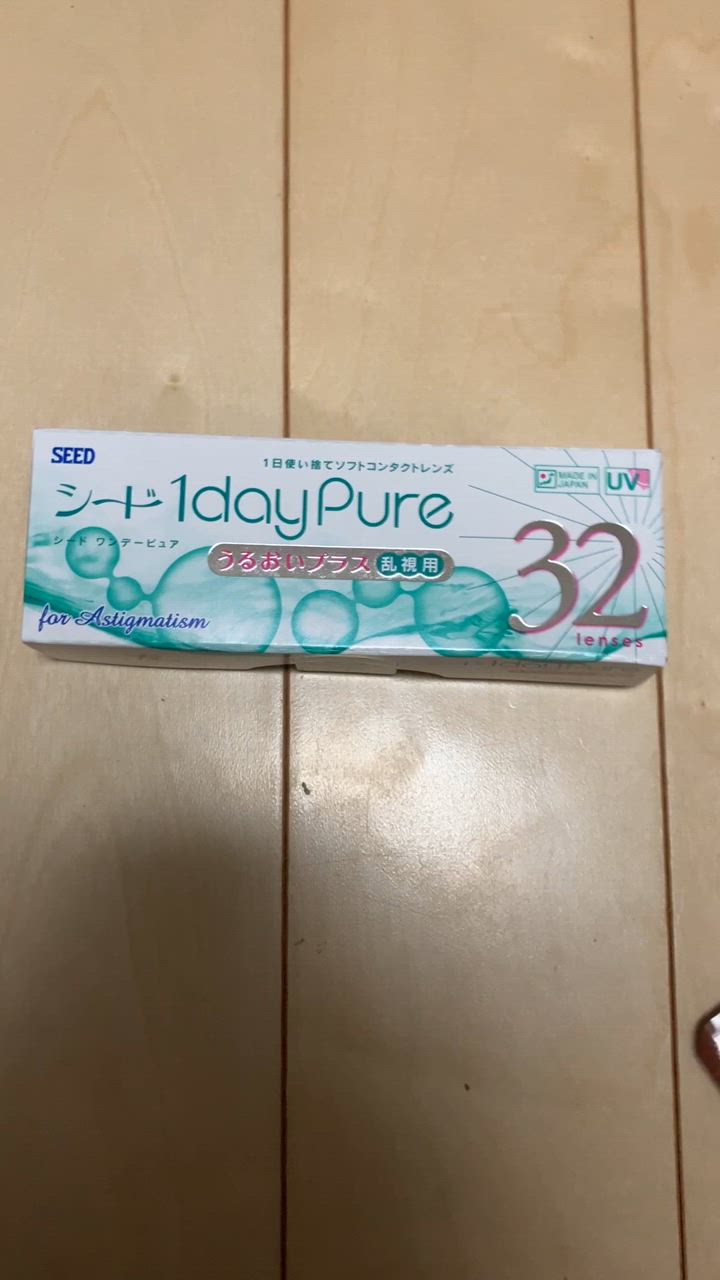 SEED
1日使い捨てソフトコンタクトレンズ
MADE IN
JAPAN
UV
シード 1dayPure
シード ワンデーピュア
うるおいプラス 乱視用
32
lenses
for Astigmatism